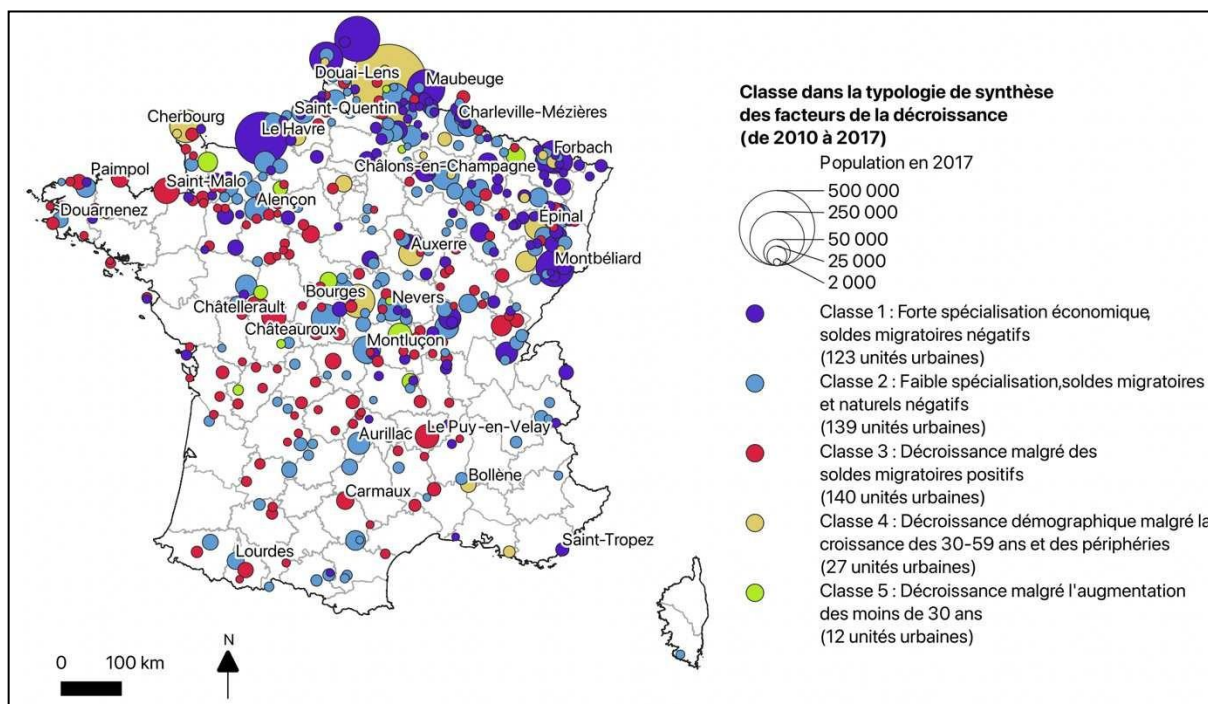 Douai-Lens
Maubeuge
Saint-Quentin
Charleville-Mézières
Cherbourg
Le Havre
Forbach
Châlons-en-Champagne
Paimpol
Saint-Malo
Alençon
Douarnenez
Épinal
Auxerre
Montbéliard
Bourges
Nevers
Châtellerault
Châteauroux
Montluçon
Aurillac
Le Puy-en-Velay
Bollène
Carmaux
Saint-Tropez
Lourdes
0 100 km
N
Classe dans la typologie de synthèse
des facteurs de la décroissance
(de 2010 à 2017)
Population en 2017
500 000
250 000
50 000
25 000
2 000
Classe 1 : Forte spécialisation économique,
soldes migratoires négatifs
(123 unités urbaines)
Classe 2 : Faible spécialisation,soldes migratoires
et naturels négatifs
(139 unités urbaines)
Classe 3 : Décroissance malgré des
soldes migratoires positifs
(140 unités urbaines)
Classe 4 : Décroissance démographique malgré la
croissance des 30-59 ans et des périphéries
(27 unités urbaines)
Classe 5 : Décroissance malgré l'augmentation
des moins de 30 ans
(12 unités urbaines)